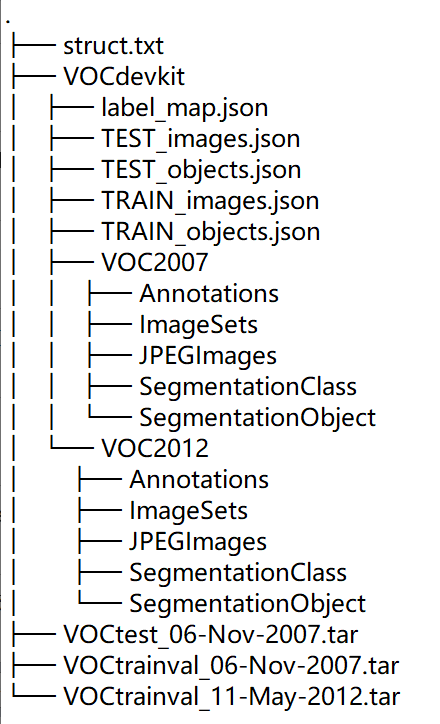 .
├── struct.txt
├── VOCdevkit
│   ├── label_map.json
│   ├── TEST_images.json
│   ├── TEST_objects.json
│   ├── TRAIN_images.json
│   ├── TRAIN_objects.json
│   ├── VOC2007
│   │   ├── Annotations
│   │   ├── ImageSets
│   │   ├── JPEGImages
│   │   ├── SegmentationClass
│   │   └── SegmentationObject
│   └── VOC2012
│       ├── Annotations
│       ├── ImageSets
│       ├── JPEGImages
│       ├── SegmentationClass
│       └── SegmentationObject
├── VOCtest_06-Nov-2007.tar
├── VOCtrainval_06-Nov-2007.tar
└── VOCtrainval_11-May-2012.tar